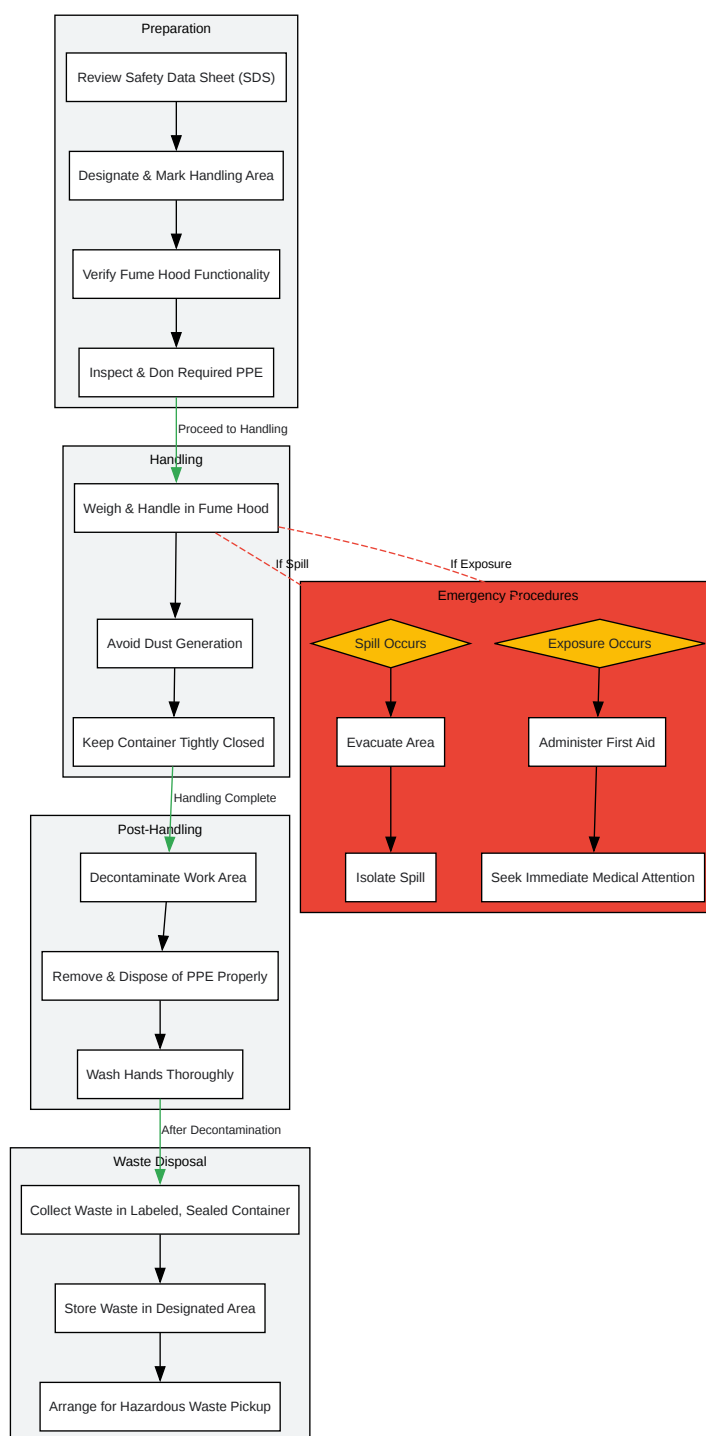 Preparation
Review Safety Data Sheet (SDS)
Designate & Mark Handling Area
Verify Fume Hood Functionality
Inspect & Don Required PPE
Proceed to Handling
Handling
Weigh & Handle in Fume Hood
If Spill
If Exposure
Avoid Dust Generation
Keep Container Tightly Closed
Emergency Procedures
Spill Occurs
Exposure Occurs
Evacuate Area
Administer First Aid
Isolate Spill
Seek Immediate Medical Attention
Handling Complete
Post-Handling
Decontaminate Work Area
Remove & Dispose of PPE Properly
Wash Hands Thoroughly
After Decontamination
Waste Disposal
Collect Waste in Labeled, Sealed Container
Store Waste in Designated Area
Arrange for Hazardous Waste Pickup